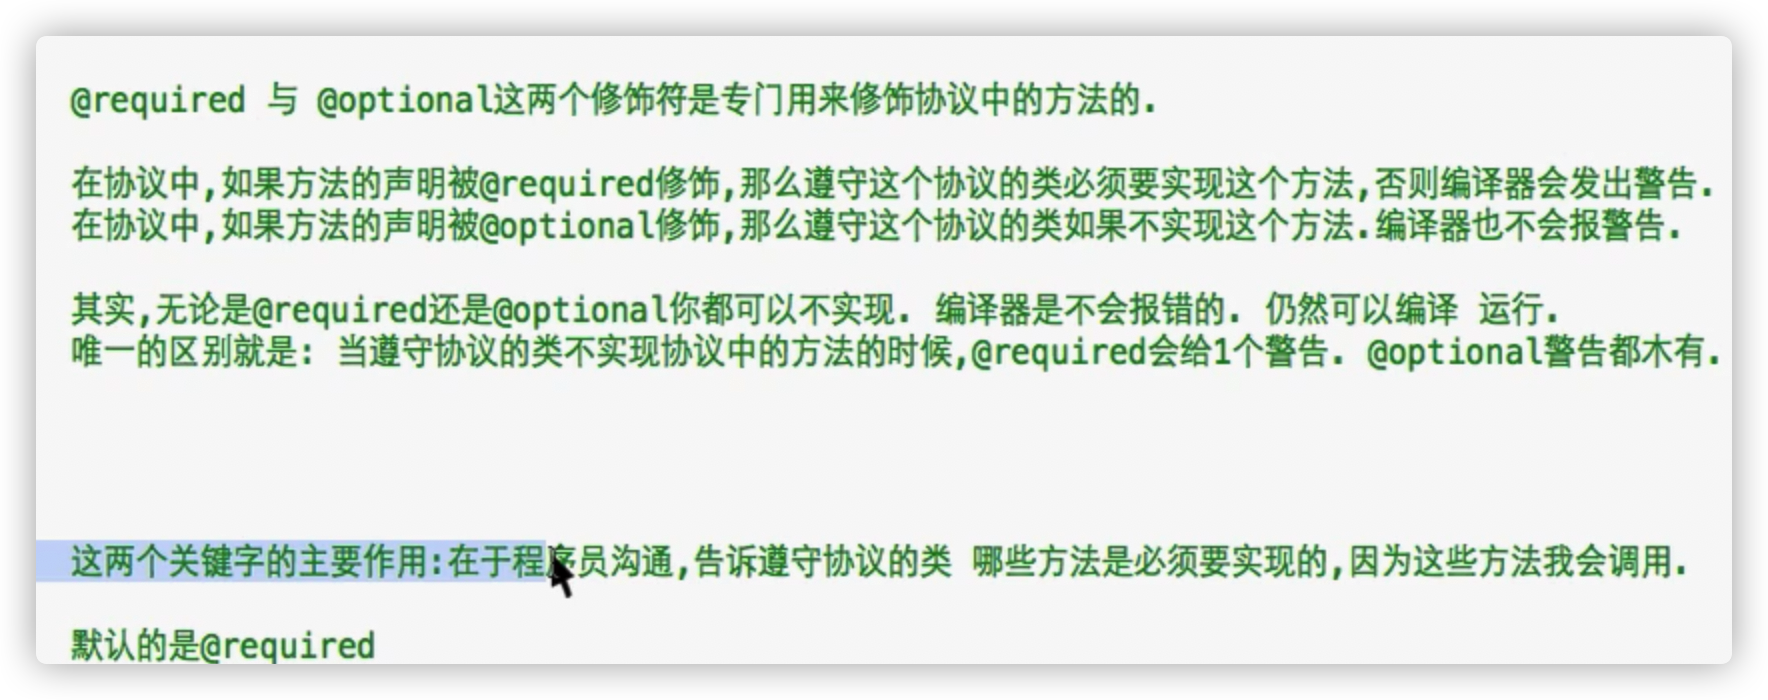 @required 与 @optional这两个修饰符是专门用来修饰协议中的方法的.
在协议中,如果方法的声明被@required修饰,那么遵守这个协议的类必须要实现这个方法,否则编译器会发出警告.
在协议中,如果方法的声明被@optional修饰,那么遵守这个协议的类如果不实现这个方法.编译器也不会报警告.
其实,无论是@required还是@optional你都可以不实现. 编译器是不会报错的. 仍然可以编译 运行.
唯一的区别就是: 当遵守协议的类不实现协议中的方法的时候,@required会给1个警告. @optional警告都木有.
这两个关键字的主要作用:在于程序员沟通,告诉遵守协议的类 哪些方法是必须要实现的,因为这些方法我会调用.
默认的是@required